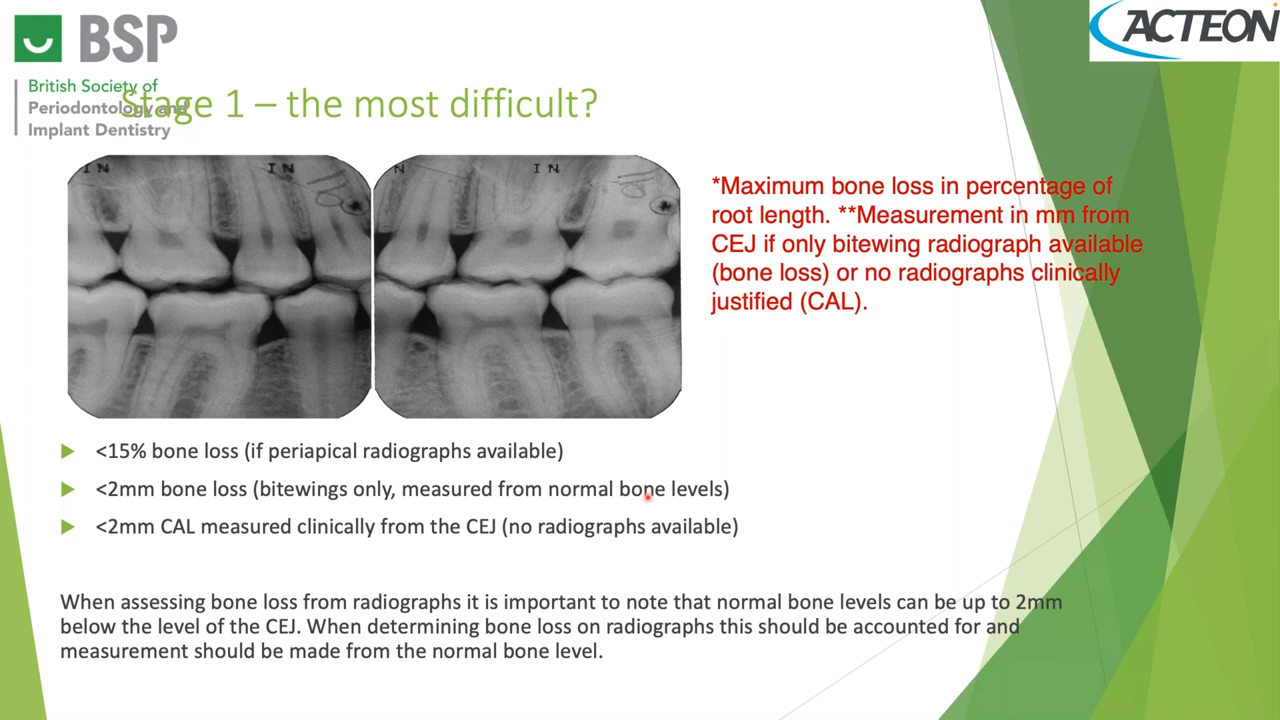 BSP
ACTEON
British Society of
Periodontology and
Implant Dentistry
Stage 1 – the most difficult?
IN IN N IN
*Maximum bone loss in percentage of
root length. **Measurement in mm from
CEJ if only bitewing radiograph available
(bone loss) or no radiographs clinically
justified (CAL).
<15% bone loss (if periapical radiographs available)
<2mm bone loss (bitewings only, measured from normal bone levels)
<2mm CAL measured clinically from the CEJ (no radiographs available)
When assessing bone loss from radiographs it is important to note that normal bone levels can be up to 2mm
below the level of the CEJ. When determining bone loss on radiographs this should be accounted for and
measurement should be made from the normal bone level.